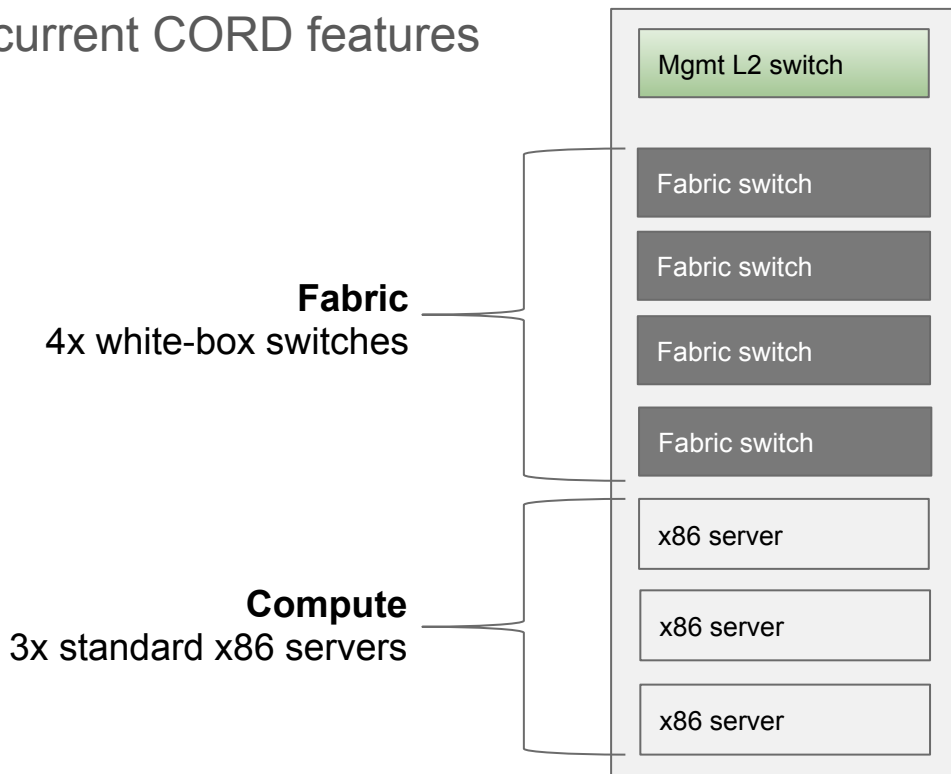 current CORD features
Mgmt L2 switch
Fabric switch
Fabric switch
Fabric
4x white-box switches
Fabric switch
Fabric switch
x86 server
Compute
3x standard x86 servers
x86 server
x86 server